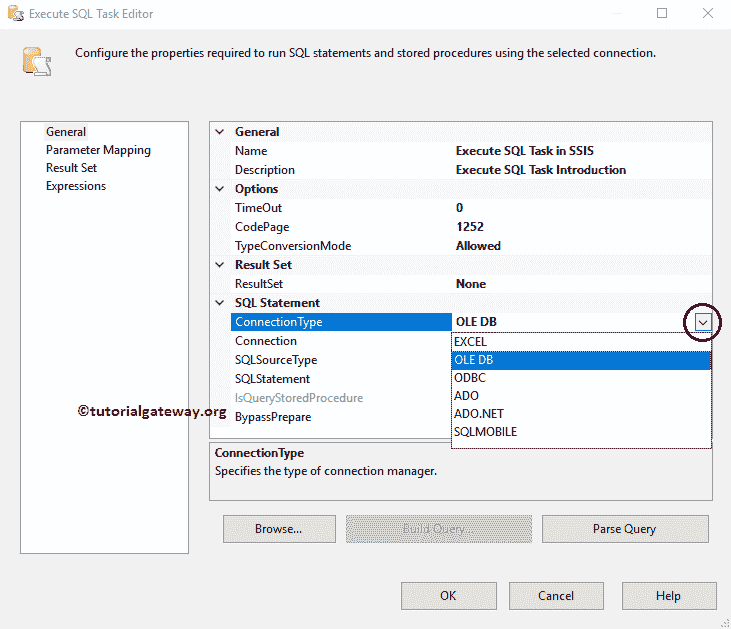 Execute SQL Task Editor
Configure the properties required to run SQL statements and stored procedures using the selected connection.
General
Parameter Mapping
Result Set
Expressions
General
Name Execute SQL Task in SSIS
Description Execute SQL Task Introduction
Options
TimeOut 0
CodePage 1252
TypeConversionMode Allowed
Result Set
ResultSet None
SQL Statement
ConnectionType OLE DB
Connection
SQLSourceType
SQLStatement
IsQueryStoredProcedure
BypassPrepare
EXCEL
OLE DB
ODBC
ADO
ADO.NET
SQLMOBILE
©tutorialgateway.org
ConnectionType
Specifies the type of connection manager.
Browse... Build Query... Parse Query
OK Cancel Help